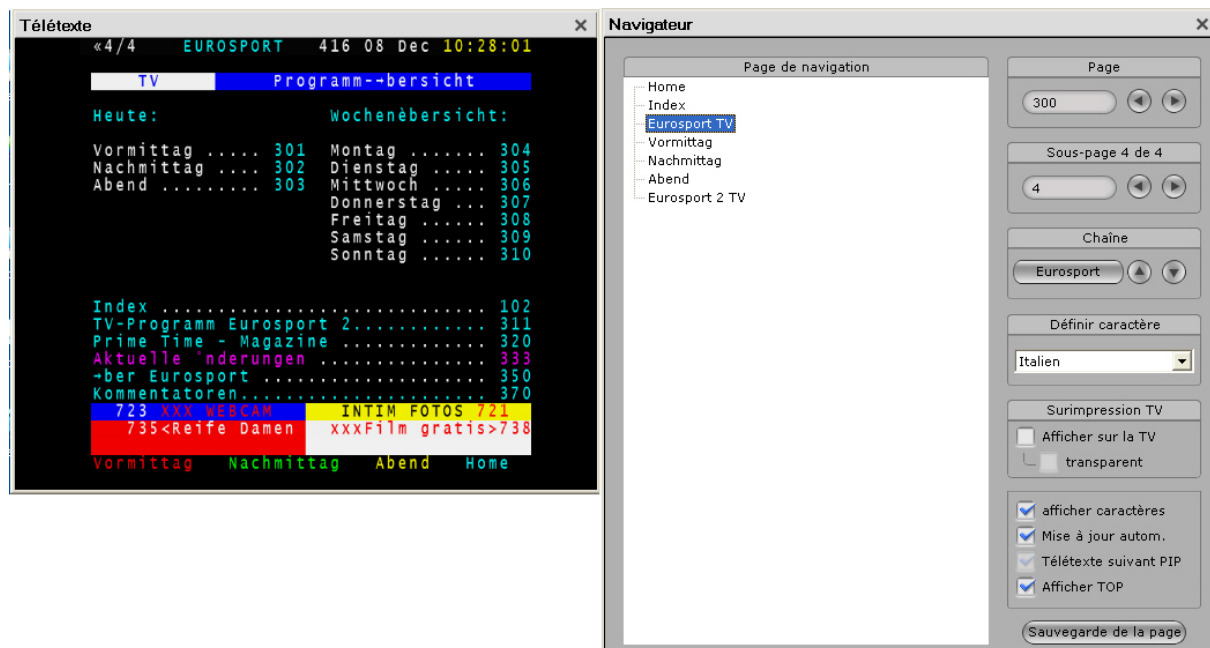 Télétexte
«4/4 EUROSPORT 416 08 Dec 10:28:01
TV Programm-→bersicht
Heute: Wochenèbersicht:
Vormittag ..... 301 Montag ....... 304
Nachmittag .... 302 Dienstag ..... 305
Abend ......... 303 Mittwoch ..... 306
Donnerstag ... 307
Freitag ...... 308
Samstag ...... 309
Sonntag ...... 310
Index ............................. 102
TV-Programm Eurosport 2............ 311
Prime Time - Magazine ............. 320
Aktuelle °nderungen ............... 333
→ber Eurosport .................... 350
Kommentatoren...................... 370
723 XXX WEBCAM INTIM FOTOS 721
735<Reife Damen xxxFilm gratis>738
Vormittag Nachmittag Abend Home
Navigateur
Page de navigation
Home
Index
Eurosport TV
Vormittag
Nachmittag
Abend
Eurosport 2 TV
Page
300
Sous-page 4 de 4
4
Chaîne
Eurosport
Définir caractère
Italien
Surimpression TV
Afficher sur la TV
transparent
afficher caractères
Mise à jour autom.
Télétexte suivant PIP
Afficher TOP
Sauvegarde de la page